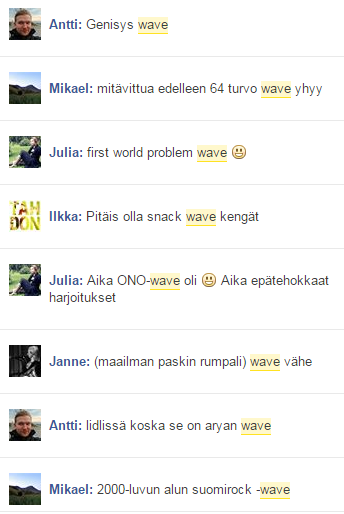 Antti: Genisys wave
Mikael: mitävittua edelleen 64 turvo wave yhyy
Julia: first world problem wave 😃
TAH
DON
Ilkka: Pitäis olla snack wave kengät
Julia: Aika ONO-wave oli 😃 Aika epätehokkaat
harjoitukset
Janne: (maailman paskin rumpali) wave vähe
Antti: lidlissä koska se on aryan wave
Mikael: 2000-luvun alun suomirock -wave